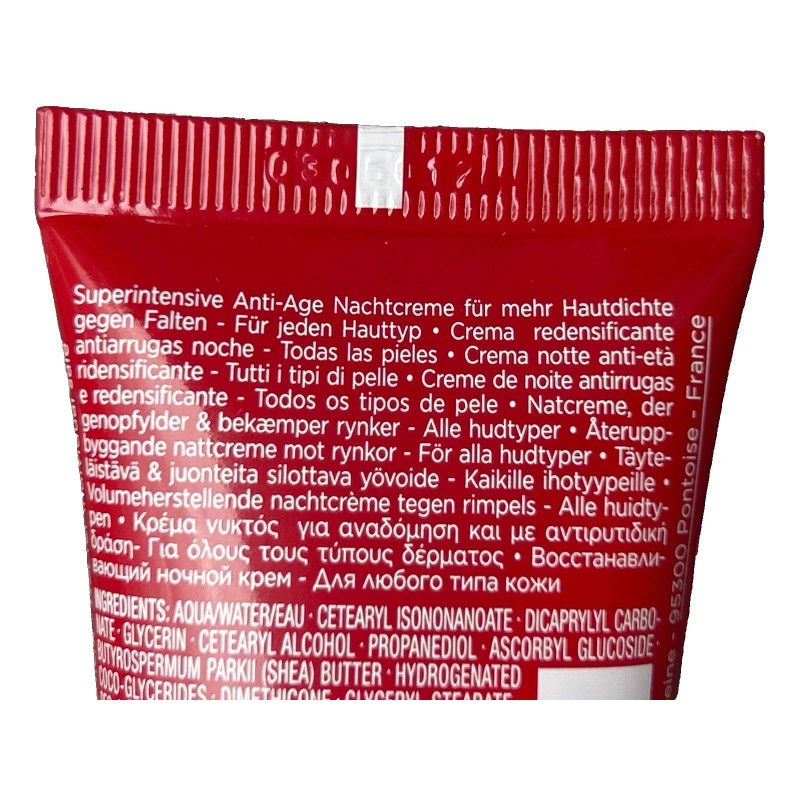 Superintensive Anti-Age Nachtcreme für mehr Hautdichte
gegen Falten - Für jeden Hauttyp • Crema redensificante
antiarrugas noche - Todas las pieles • Crema notte anti-età
ridensificante - Tutti i tipi di pelle • Creme de noite antirrugas
e redensificante - Todos os tipos de pele • Natcreme, der
genopfylder & bekæmper rynker - Alle hudtyper • Återupp-
byggande nattcreme mot rynkor - För alla hudtyper • Täyte-
läistävä & juonteita silottava yövoide - Kaikille ihotyypeille •
Volumeherstellende nachtcrème tegen rimpels - Alle huidty-
pen • Κρέμα νυκτός για αναδόμηση και με αντιρυτιδική
δράση- Για όλους τους τύπους δέρματος • Восстанавли-
вающий ночной крем - Для любого типа кожи
INGREDIENTS: AQUA/WATER/EAU · CETEARYL ISONONANOATE · DICAPRYLYL CARBO-
NATE · GLYCERIN · CETEARYL ALCOHOL · PROPANEDIOL · ASCORBYL GLUCOSIDE ·
BUTYROSPERMUM PARKII (SHEA) BUTTER · HYDROGENATED
COCO-GLYCERIDES · DIMETHICONE · GLYCERYL STEARATE
95300 Pontoise - France